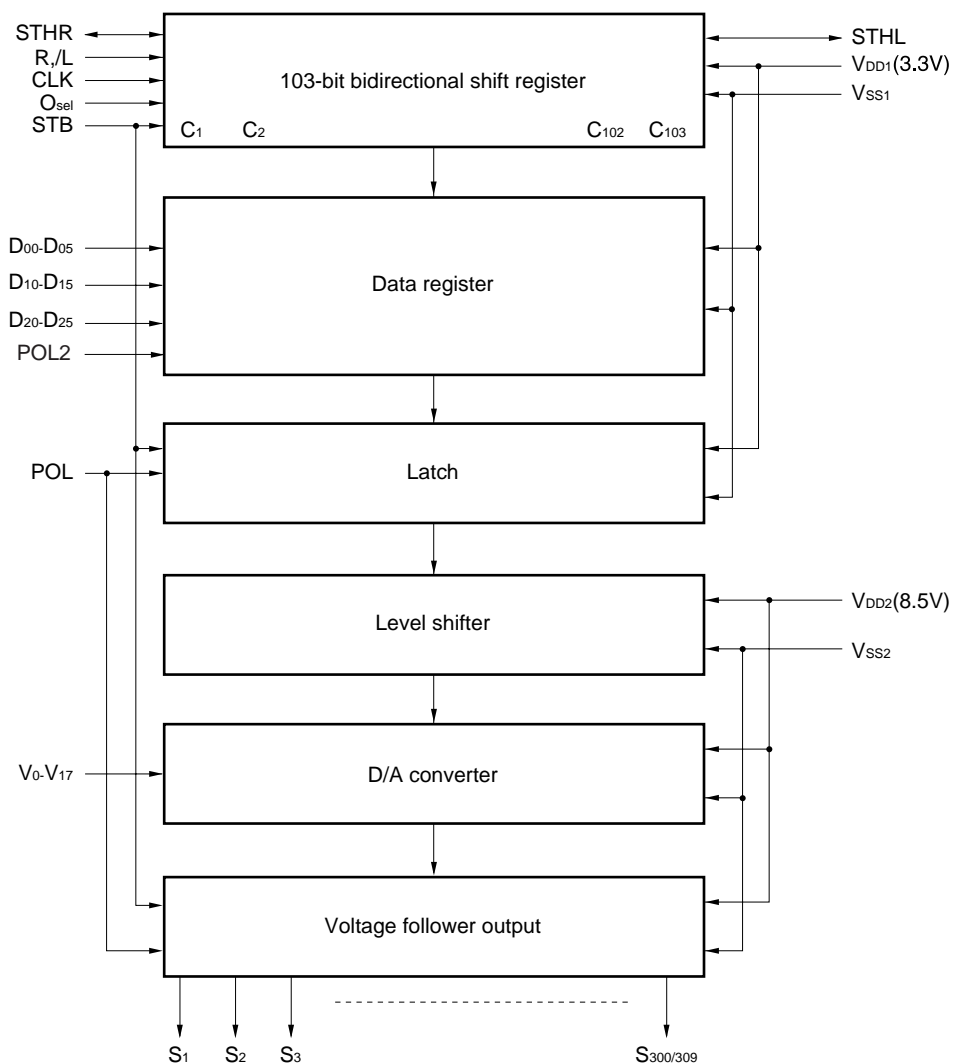 STHR
STHL
R,/L
VDD1(3.3V)
CLK
103-bit bidirectional shift register
Osel
VSS1
STB
C1 C2 C102 C103
D00-D05
D10-D15
Data register
D20-D25
POL2
POL
Latch
VDD2(8.5V)
Level shifter
VSS2
V0-V17
D/A converter
Voltage follower output
S1 S2 S3 S300/309